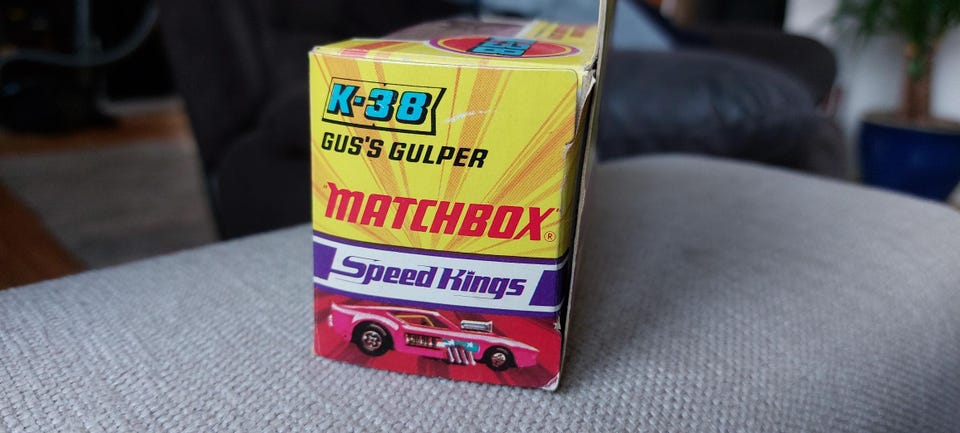 K-38
GUS'S GULPER
"MATCHBOX"®
Speed Kings